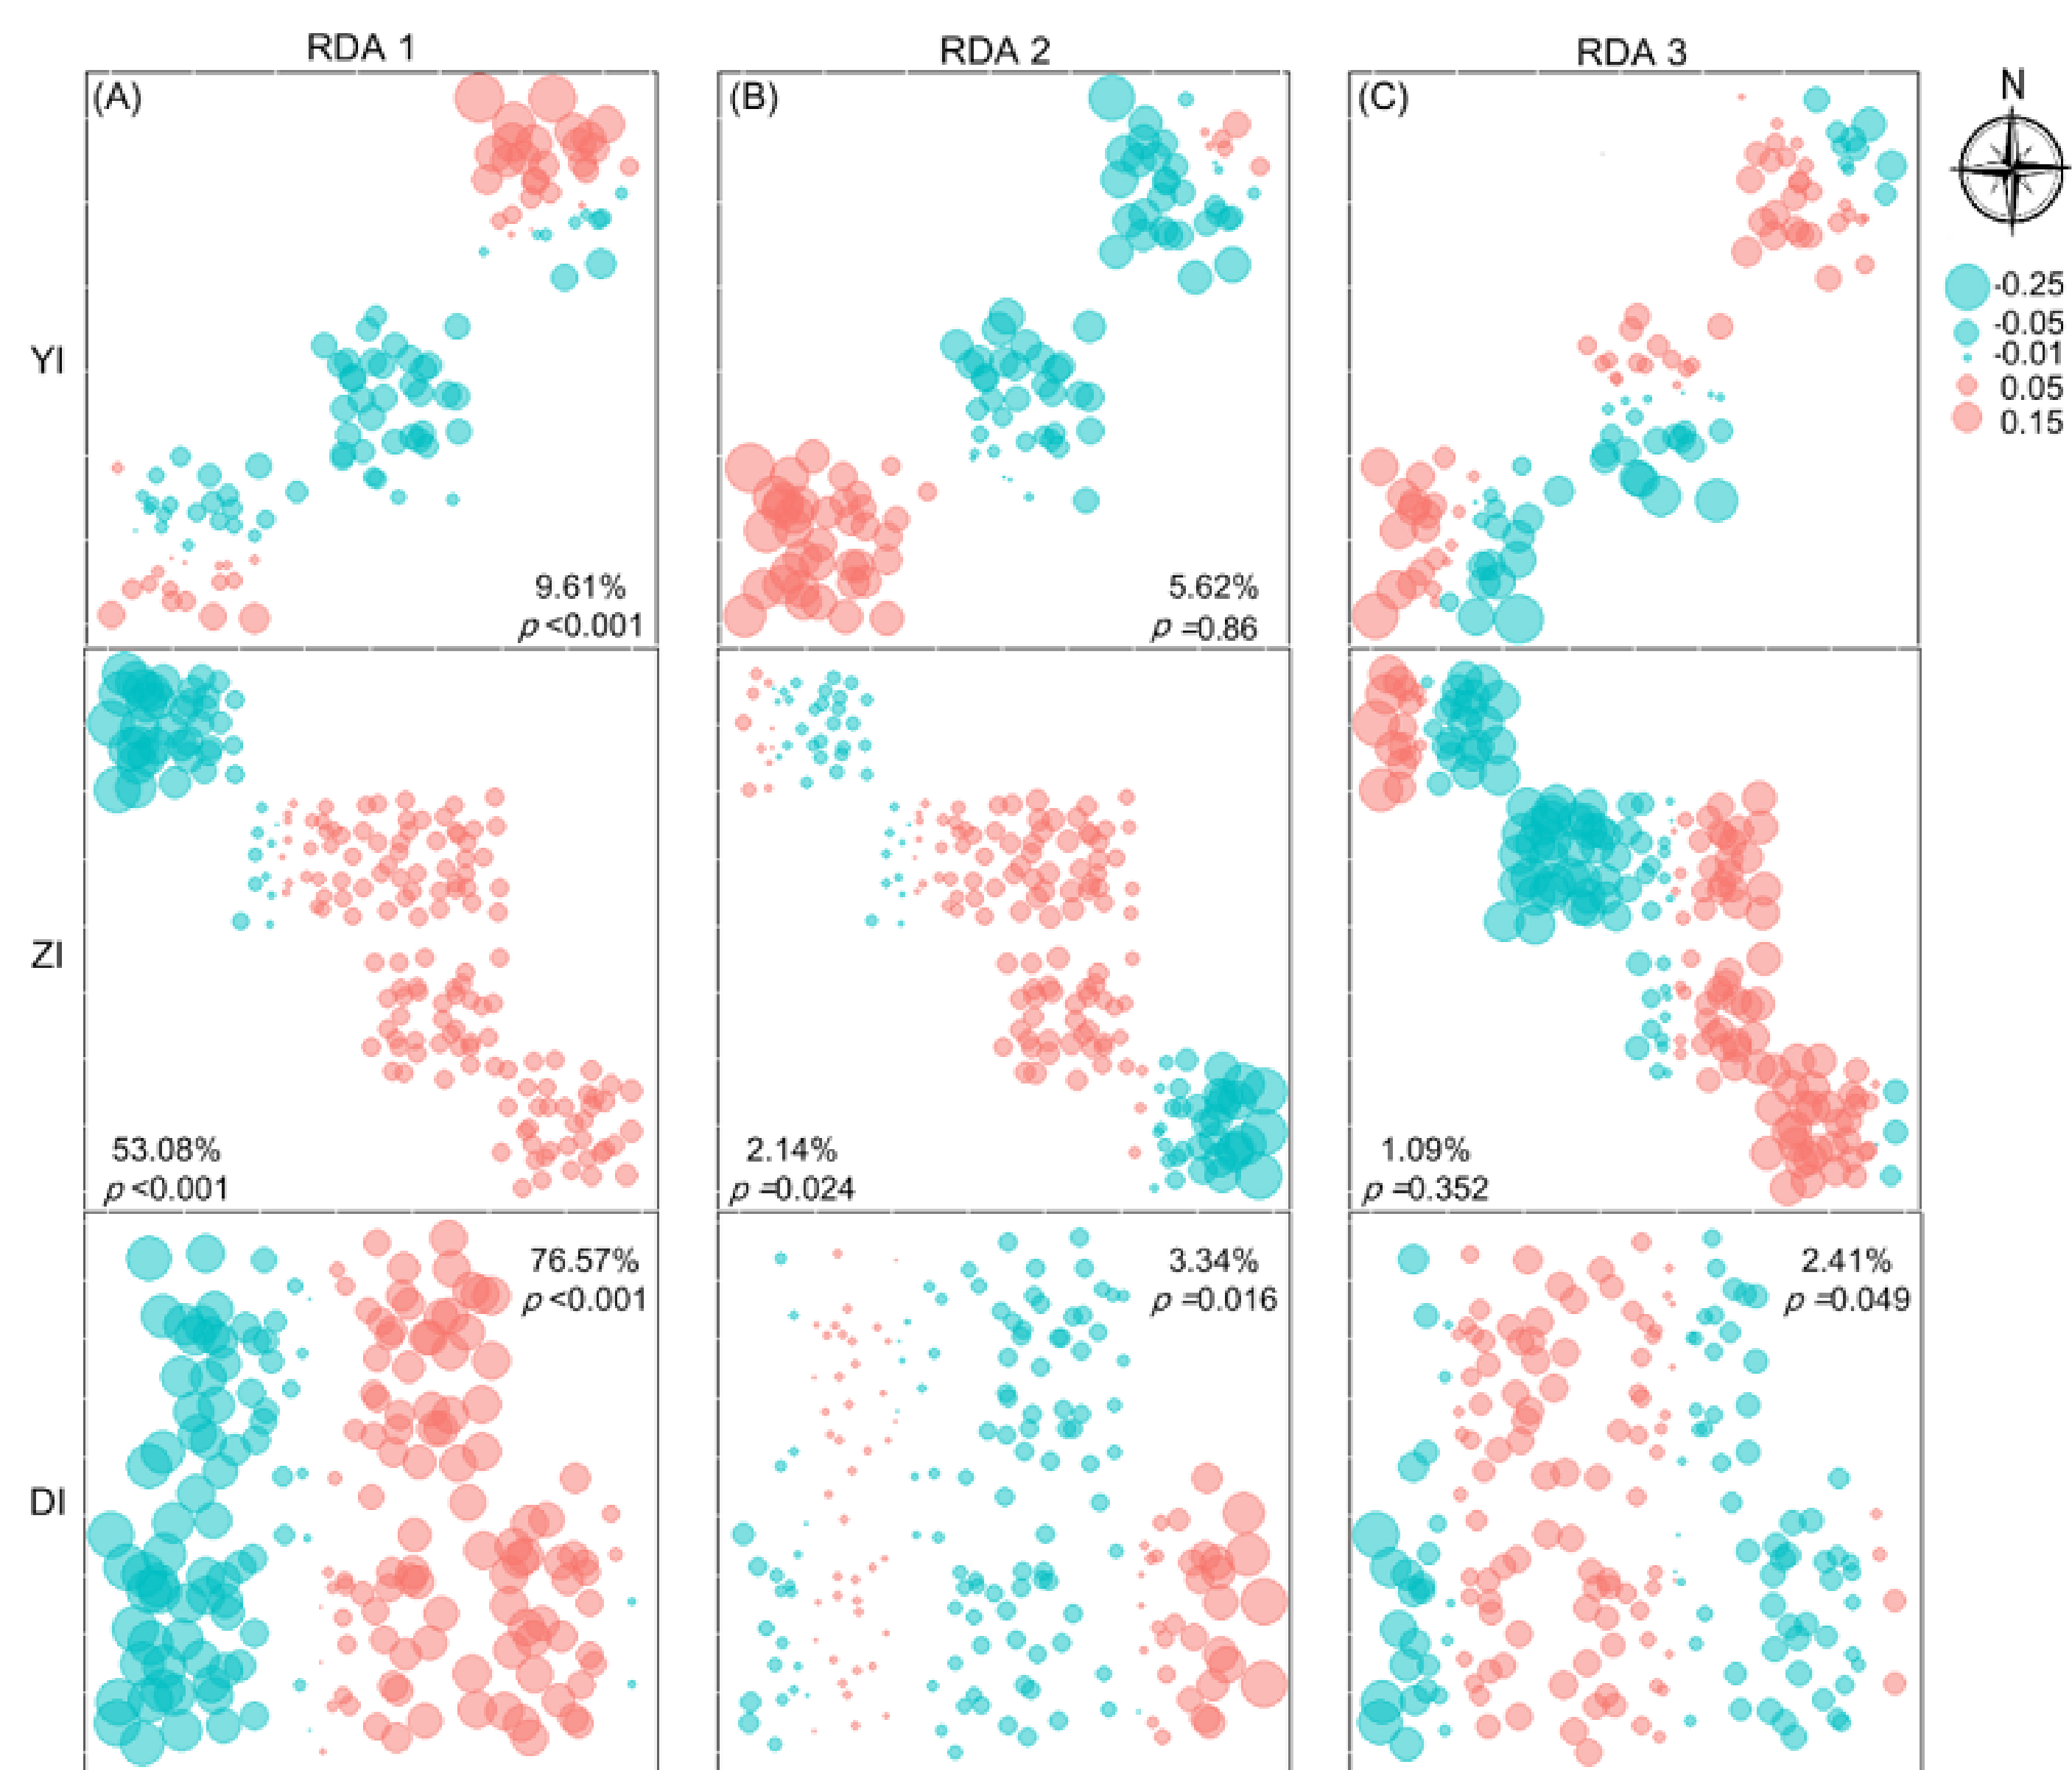 RDA 1
RDA 2
RDA 3
(A)
(B)
(C)
N
-0.25
-0.05
-0.01
0.05
0.15
YI
9.61%
p <0.001
5.62%
p =0.86
ZI
53.08%
p <0.001
2.14%
p =0.024
1.09%
p =0.352
DI
76.57%
p <0.001
3.34%
p =0.016
2.41%
p =0.049